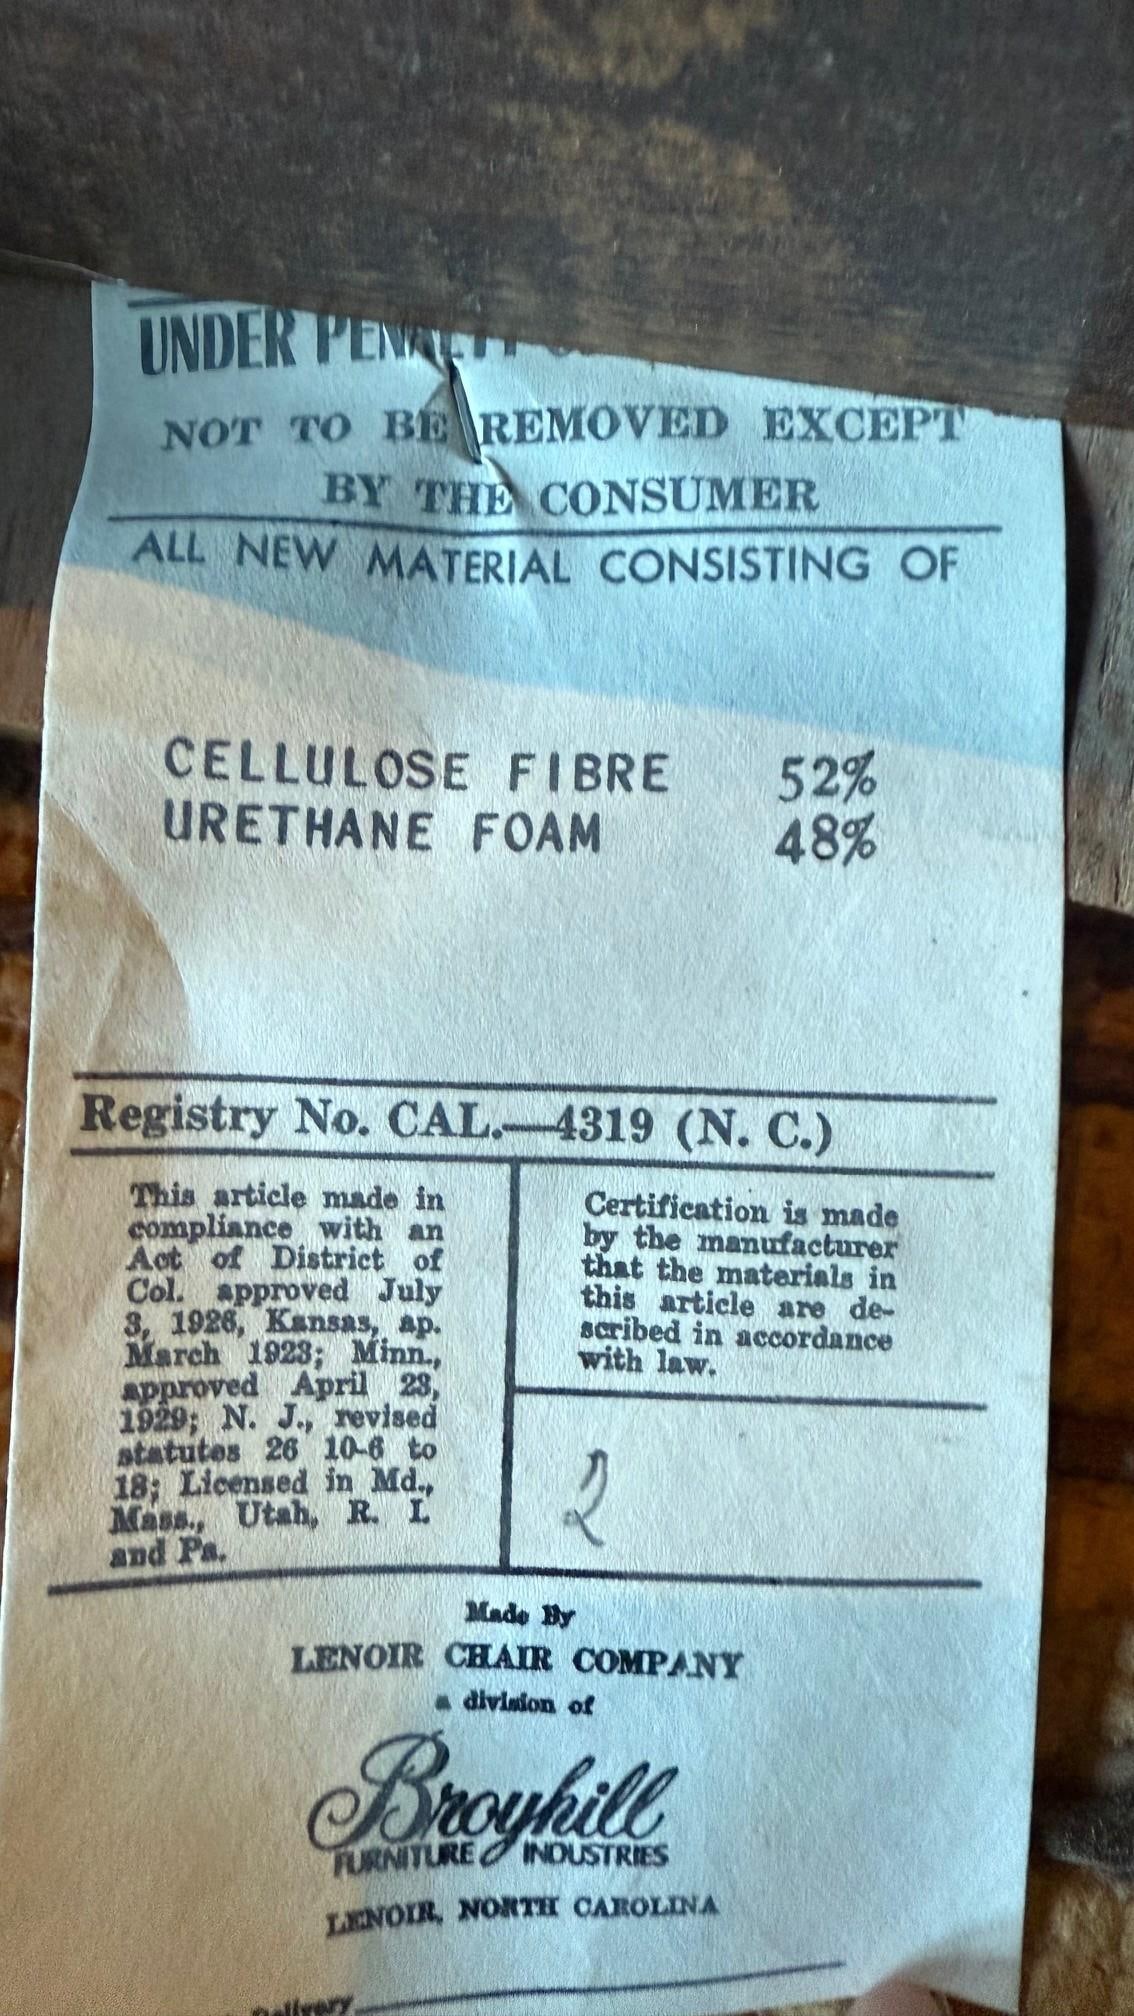 UNDER PENALTY
NOT TO BE REMOVED EXCEPT
BY THE CONSUMER
ALL NEW MATERIAL CONSISTING OF
CELLULOSE FIBRE 52%
URETHANE FOAM 48%
Registry No. CAL.—4319 (N. C.)
This article made in
compliance with an
Act of District of
Col. approved July
3, 1926, Kansas, ap.
March 1923; Minn.,
approved April 23,
1929; N. J., revised
statutes 26 10-6 to
18; Licensed in Md.,
Mass., Utah, R. I.
and Pa.
Certification is made
by the manufacturer
that the materials in
this article are de-
scribed in accordance
with law.
2
Made By
LENOIR CHAIR COMPANY
a division of
Broyhill
FURNITURE INDUSTRIES
LENOIR, NORTH CAROLINA
Delivery